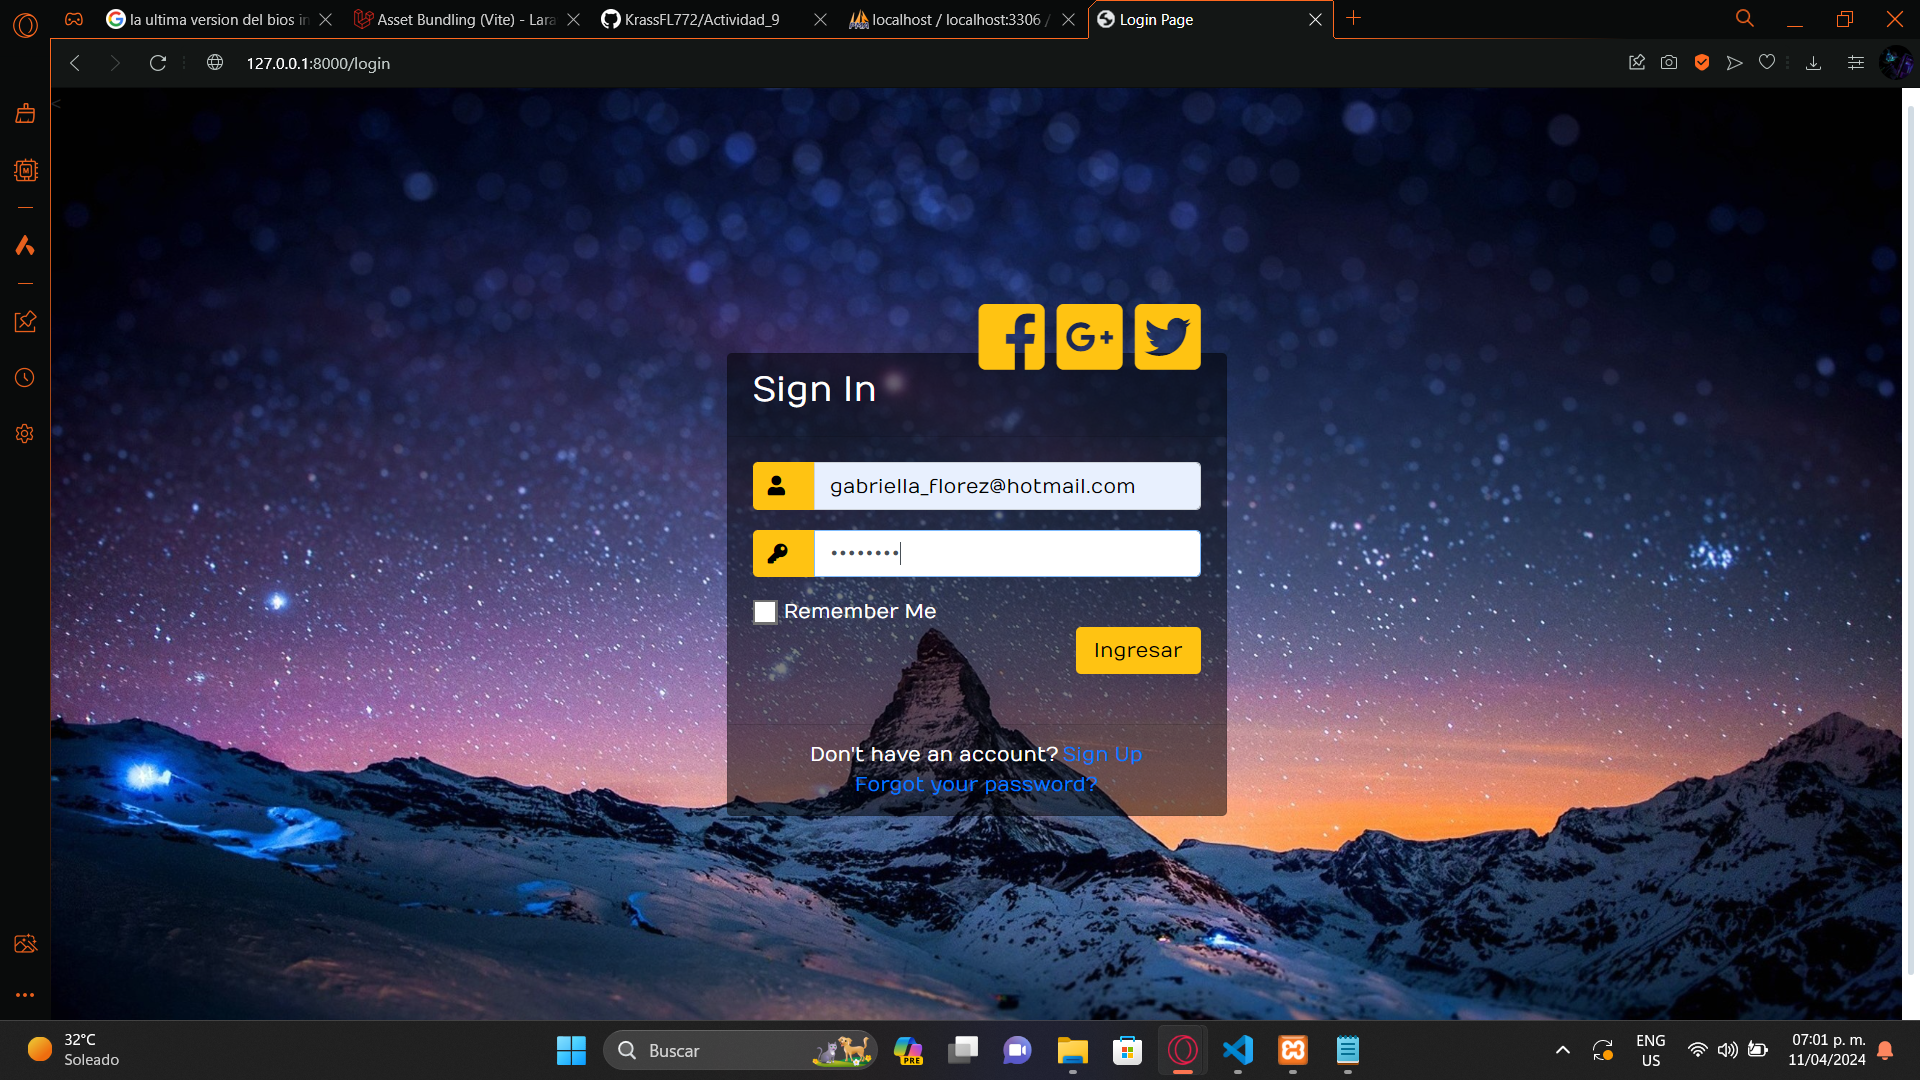 la ultima version del bios in
Asset Bundling (Vite) - Lara
KrassFL772/Actividad_9
localhost / localhost:3306 /
Login Page
127.0.0.1:8000/login
<
Sign In
gabriella_florez@hotmail.com
••••••••
Remember Me
Ingresar
Don't have an account? Sign Up
Forgot your password?
32°C
Soleado
Buscar
PRE
ENG
US
07:01 p. m.
11/04/2024